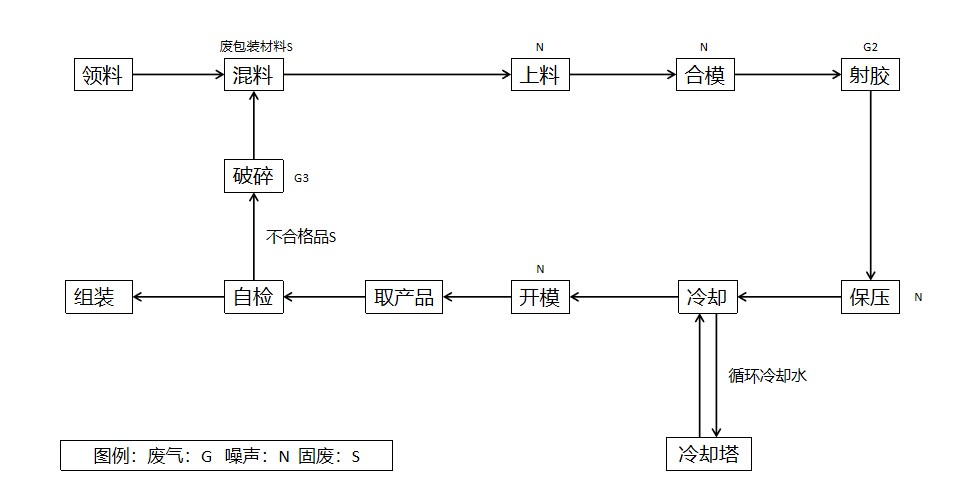 废包装材料S
N
N
G2
领料
混料
上料
合模
射胶
破碎
G3
不合格品S
N
组装
自检
取产品
开模
冷却
保压
N
循环冷却水
冷却塔
图例：废气：G 噪声：N 固废：S